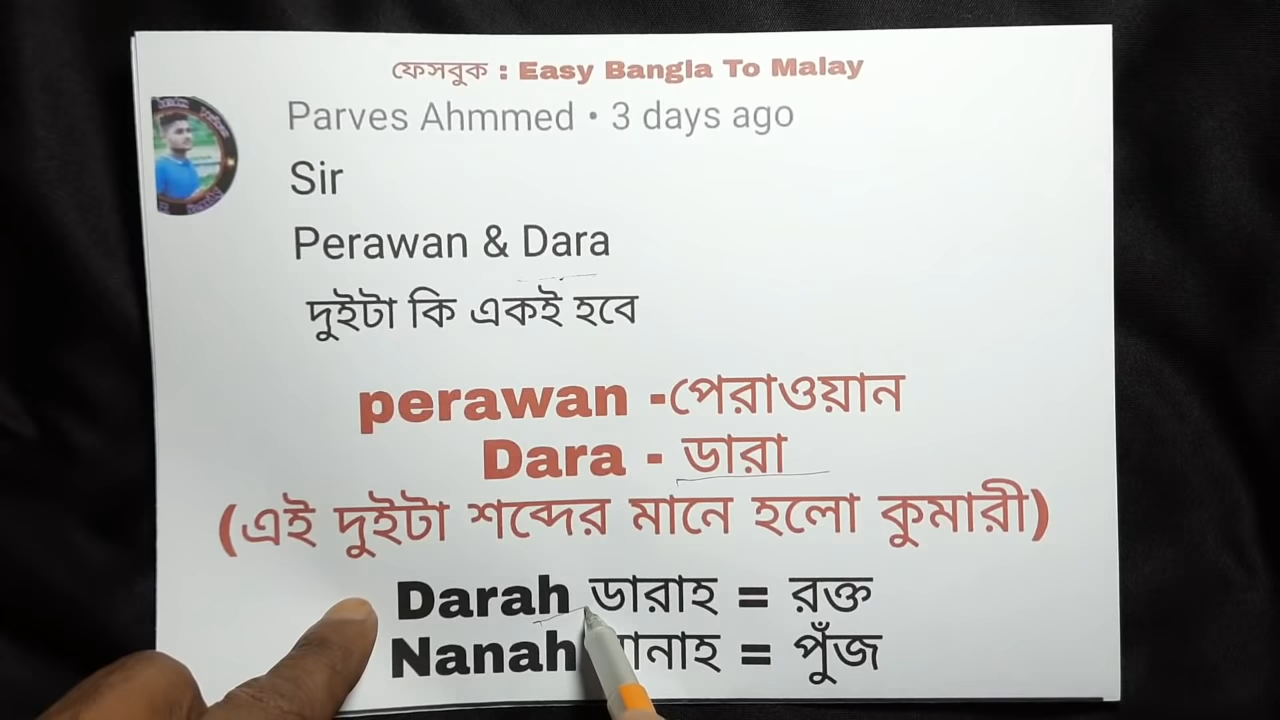 ফেসবুক : Easy Bangla To Malay
Parves Ahmmed • 3 days ago
Sir
Perawan & Dara
দুইটা কি একই হবে
perawan -পেরাওয়ান
Dara - ডারা
(এই দুইটা শব্দের মানে হলো কুমারী)
Darah ডারাহ = রক্ত
Nanah = পুঁজ